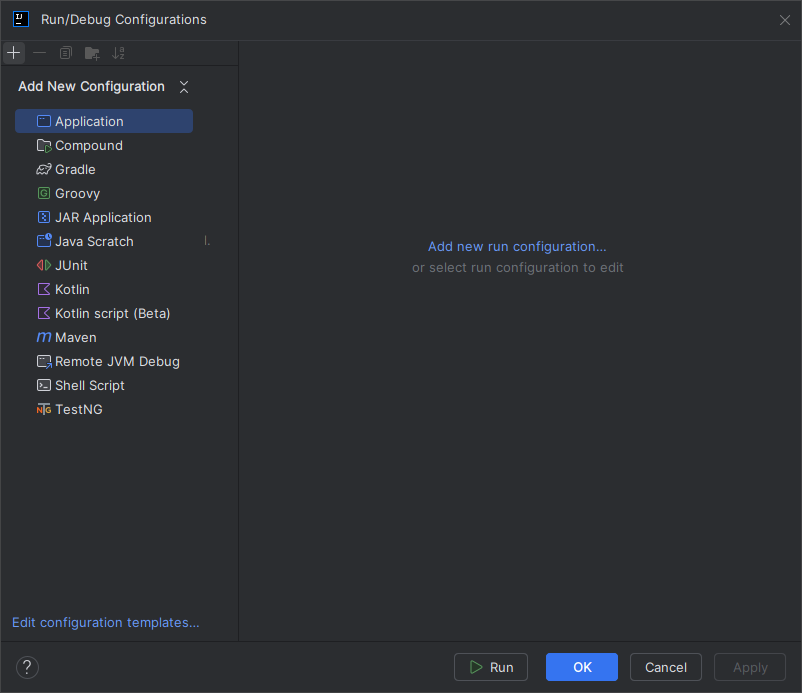 Run/Debug Configurations
Add New Configuration
Application
Compound
Gradle
Groovy
JAR Application
Java Scratch
JUnit
Kotlin
Kotlin script (Beta)
Maven
Remote JVM Debug
Shell Script
TestNG
Add new run configuration...
or select run configuration to edit
Edit configuration templates...
? Run OK Cancel Apply